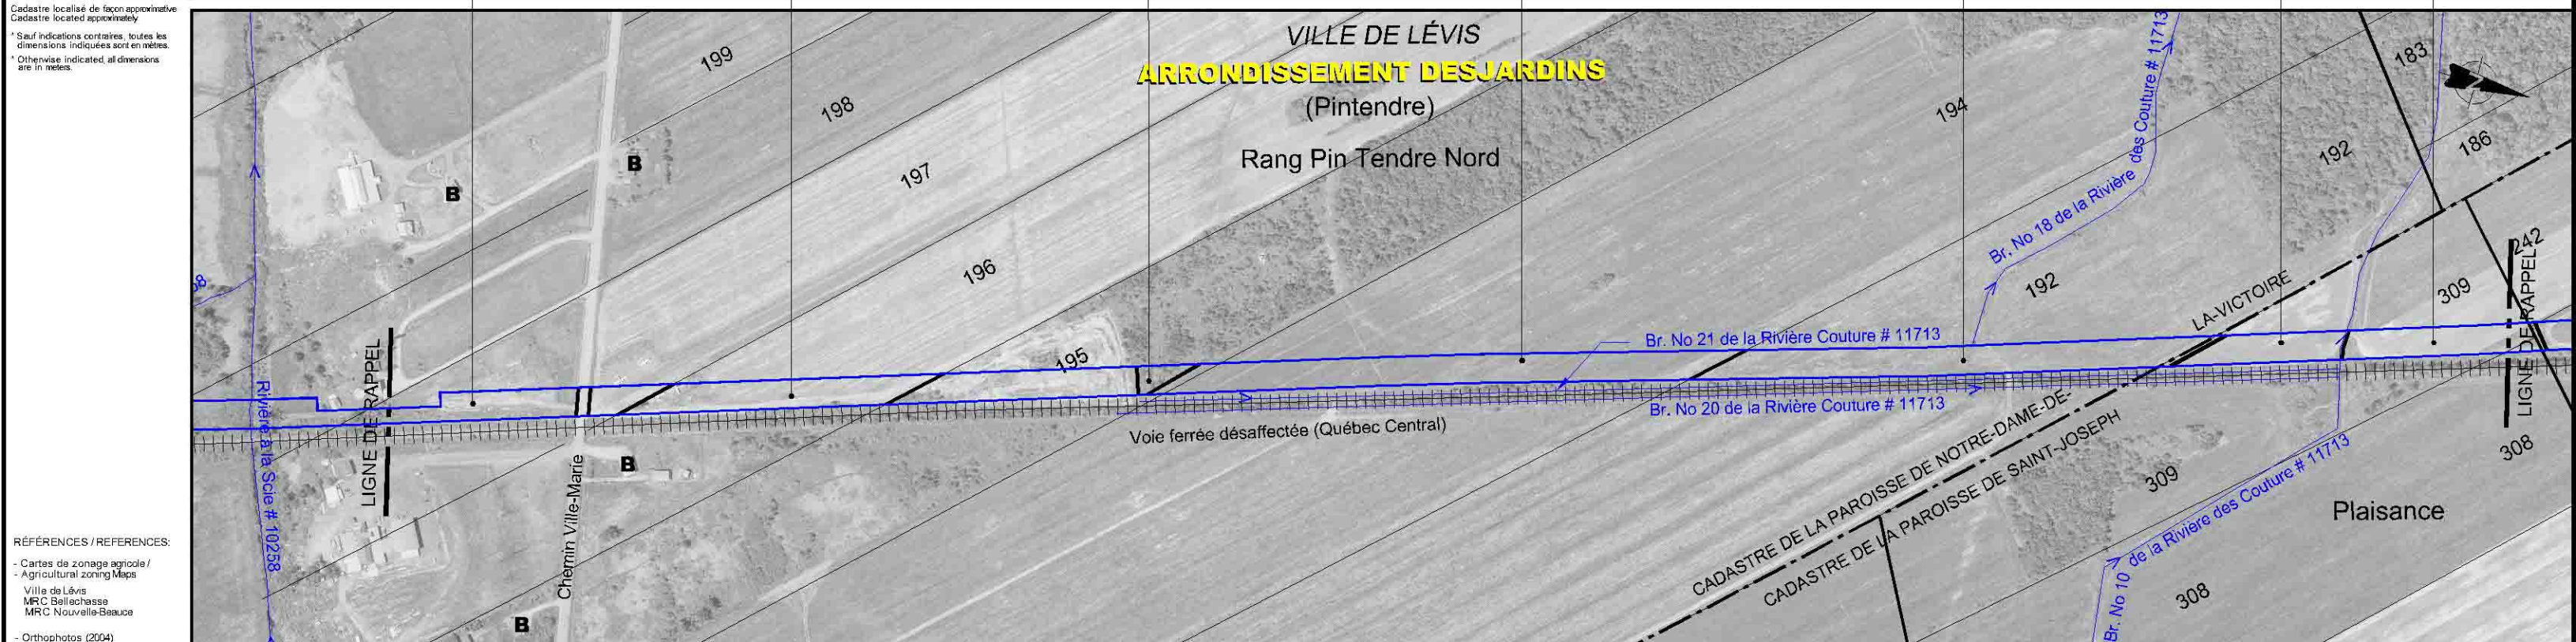 Cadastre localisé de façon approximative
Cadastre located approximately
* Sauf indications contraires, toutes les
dimensions indiquées sont en mètres.
* Otherwise indicated, all dimensions
are in meters.
RÉFÉRENCES / REFERENCES:
- Cartes de zonage agricole /
- Agricultural zoning Maps
Ville de Lévis
MRC Bellechasse
MRC Nouvelle-Beauce
- Orthophotos (2004)
VILLE DE LÉVIS
ARRONDISSEMENT DESJARDINS
(Pintendre)
Rang Pin Tendre Nord
199
198
197
196
195
194
192
192
183
186
242
309
309
308
308
B
B
B
B
Rivière à la Scie # 10258
LIGNE DE RAPPEL
Chemin Ville-Marie
Voie ferrée désaffectée (Québec Central)
Br. No 21 de la Rivière Couture # 11713
Br. No 20 de la Rivière Couture # 11713
Br. No 18 de la Rivière des Couture # 11713
LA-VICTOIRE
CADASTRE DE LA PAROISSE DE NOTRE-DAME-DE-
CADASTRE DE LA PAROISSE DE SAINT-JOSEPH
Br. No 10 de la Rivière des Couture # 11713
Plaisance
LIGNE DE RAPPEL